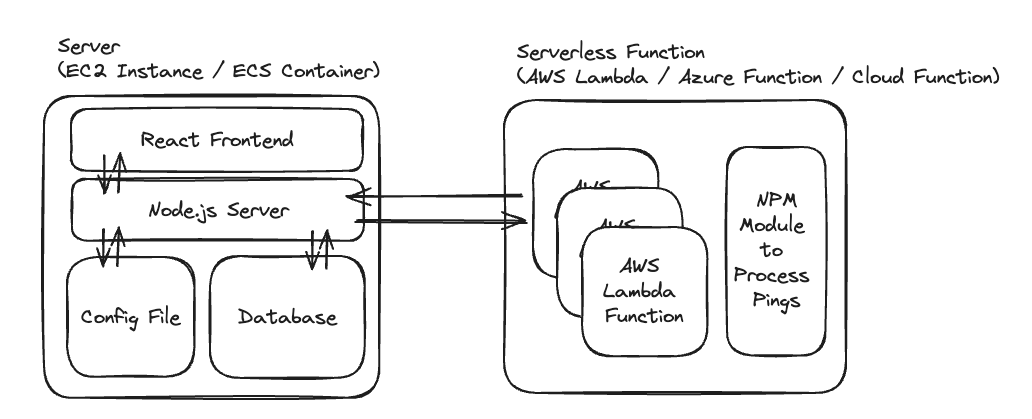 Server
(EC2 Instance / ECS Container)
React Frontend
Node.js Server
Config File
Database
Serverless Function
(AWS Lambda / Azure Function / Cloud Function)
AWS
AWS
AWS
Lambda
Function
NPM
Module
to
Process
Pings